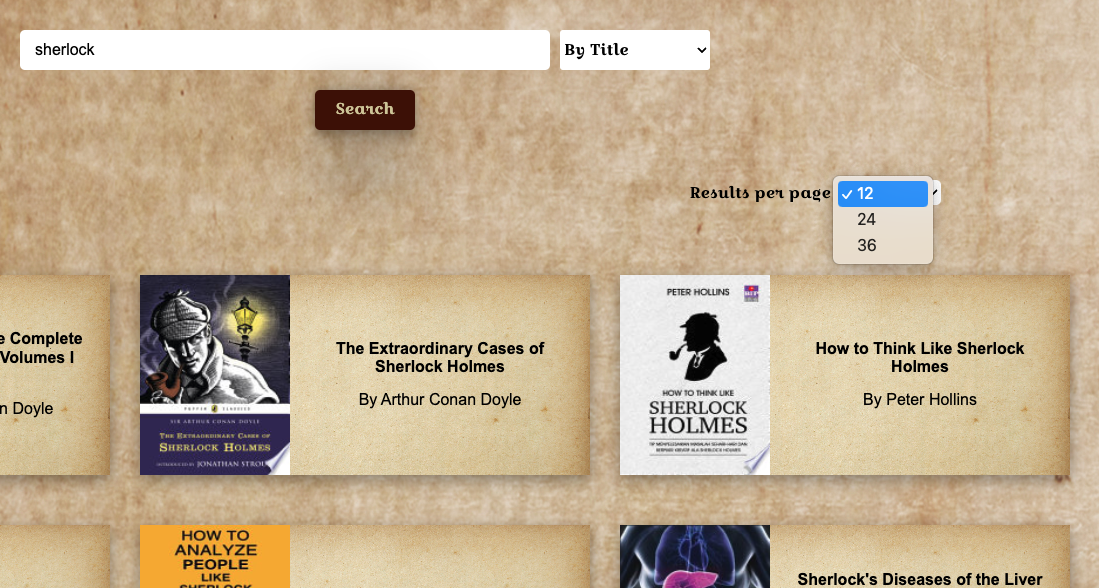 sherlock
By Title
Search
Results per page
12
24
36
e Complete
Volumes I
n Doyle
PUFFIN CLASSICS
SIR ARTHUR CONAN DOYLE
THE EXTRAORDINARY CASES OF
SHERLOCK HOLMES
INTRODUCED BY JONATHAN STROU
The Extraordinary Cases of
Sherlock Holmes
By Arthur Conan Doyle
PETER HOLLINS
HOW TO THINK LIKE
SHERLOCK
HOLMES
How to Think Like Sherlock
Holmes
By Peter Hollins
HOW TO
ANALYZE
PEOPLE
LIKE
SHERLOCK
Sherlock's Diseases of the Liver